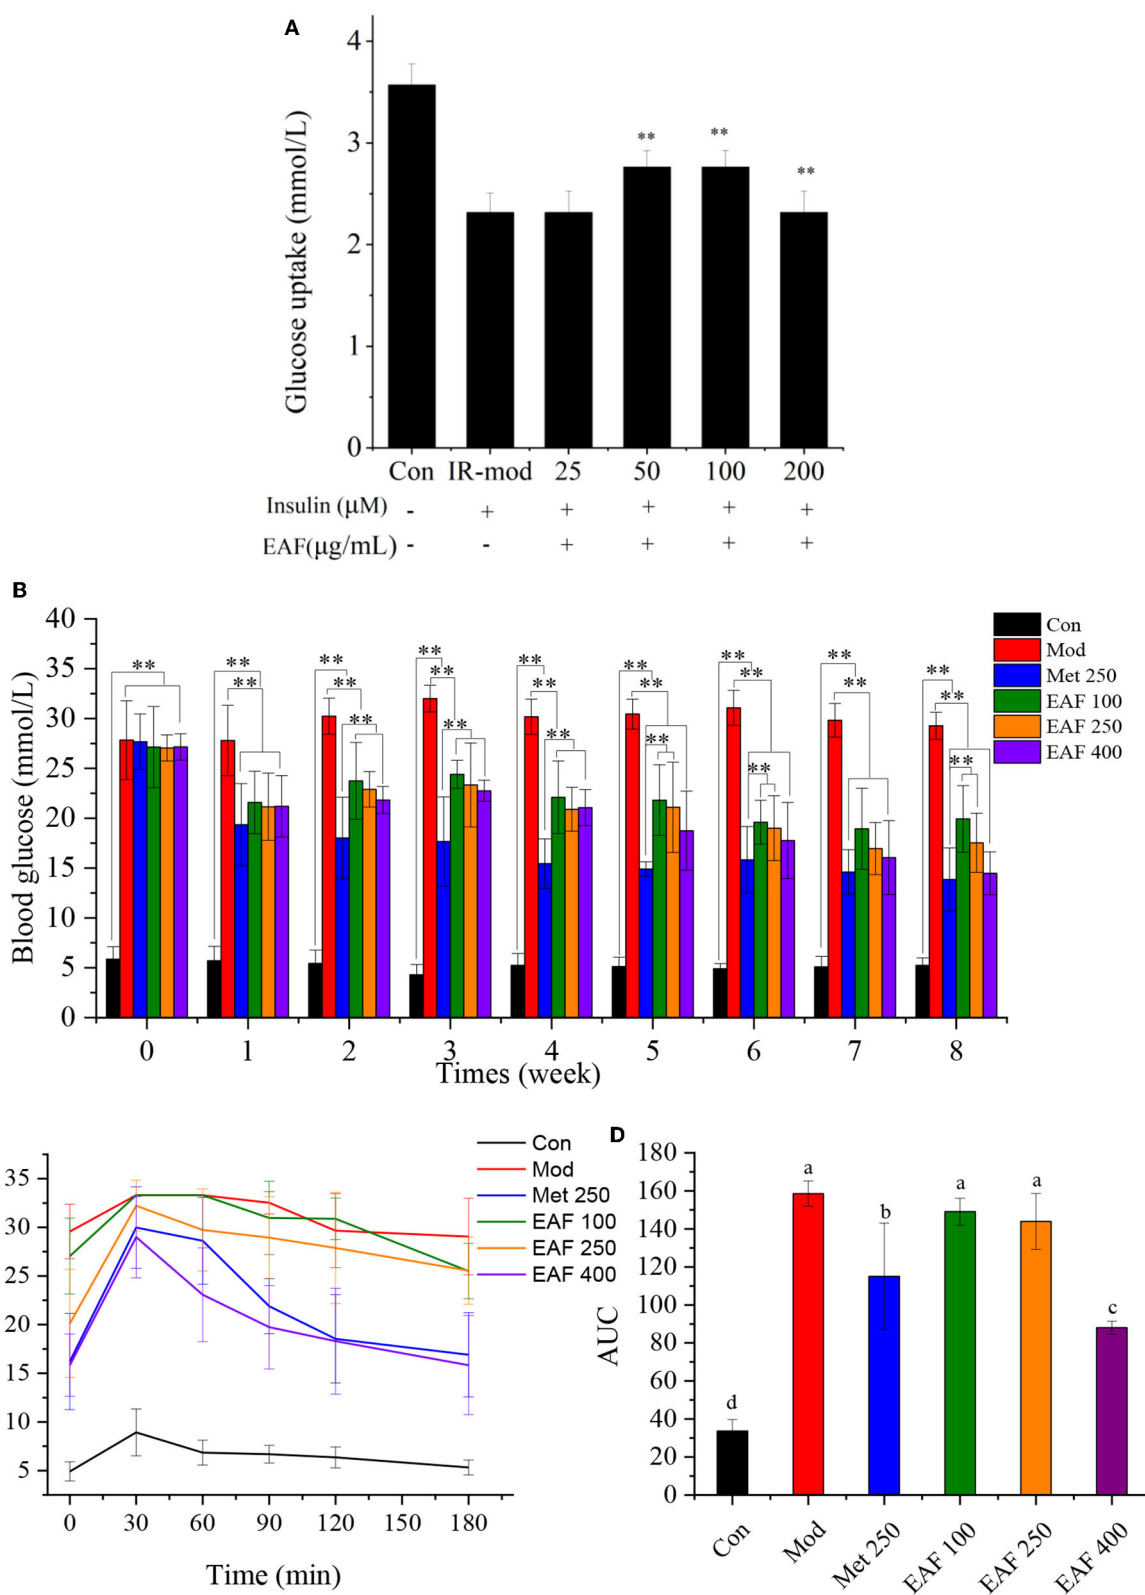 A
Glucose uptake (mmol/L)
4
3
2
1
0
** ** **
Con IR-mod 25 50 100 200
Insulin (μM) - + + + + +
EAF(μg/mL) - - + + + +
B
Blood glucose (mmol/L)
40
35
30
25
20
15
10
5
0
**
** **
** ** **
** ** **
** ** **
** ** **
** ** **
** **
** ** **
Con
Mod
Met 250
EAF 100
EAF 250
EAF 400
0 1 2 3 4 5 6 7 8
Times (week)
35
30
25
20
15
10
5
Con
Mod
Met 250
EAF 100
EAF 250
EAF 400
0 30 60 90 120 150 180
Time (min)
D
AUC
180
160
140
120
100
80
60
40
20
0
d a b a a c
Con Mod Met 250 EAF 100 EAF 250 EAF 400